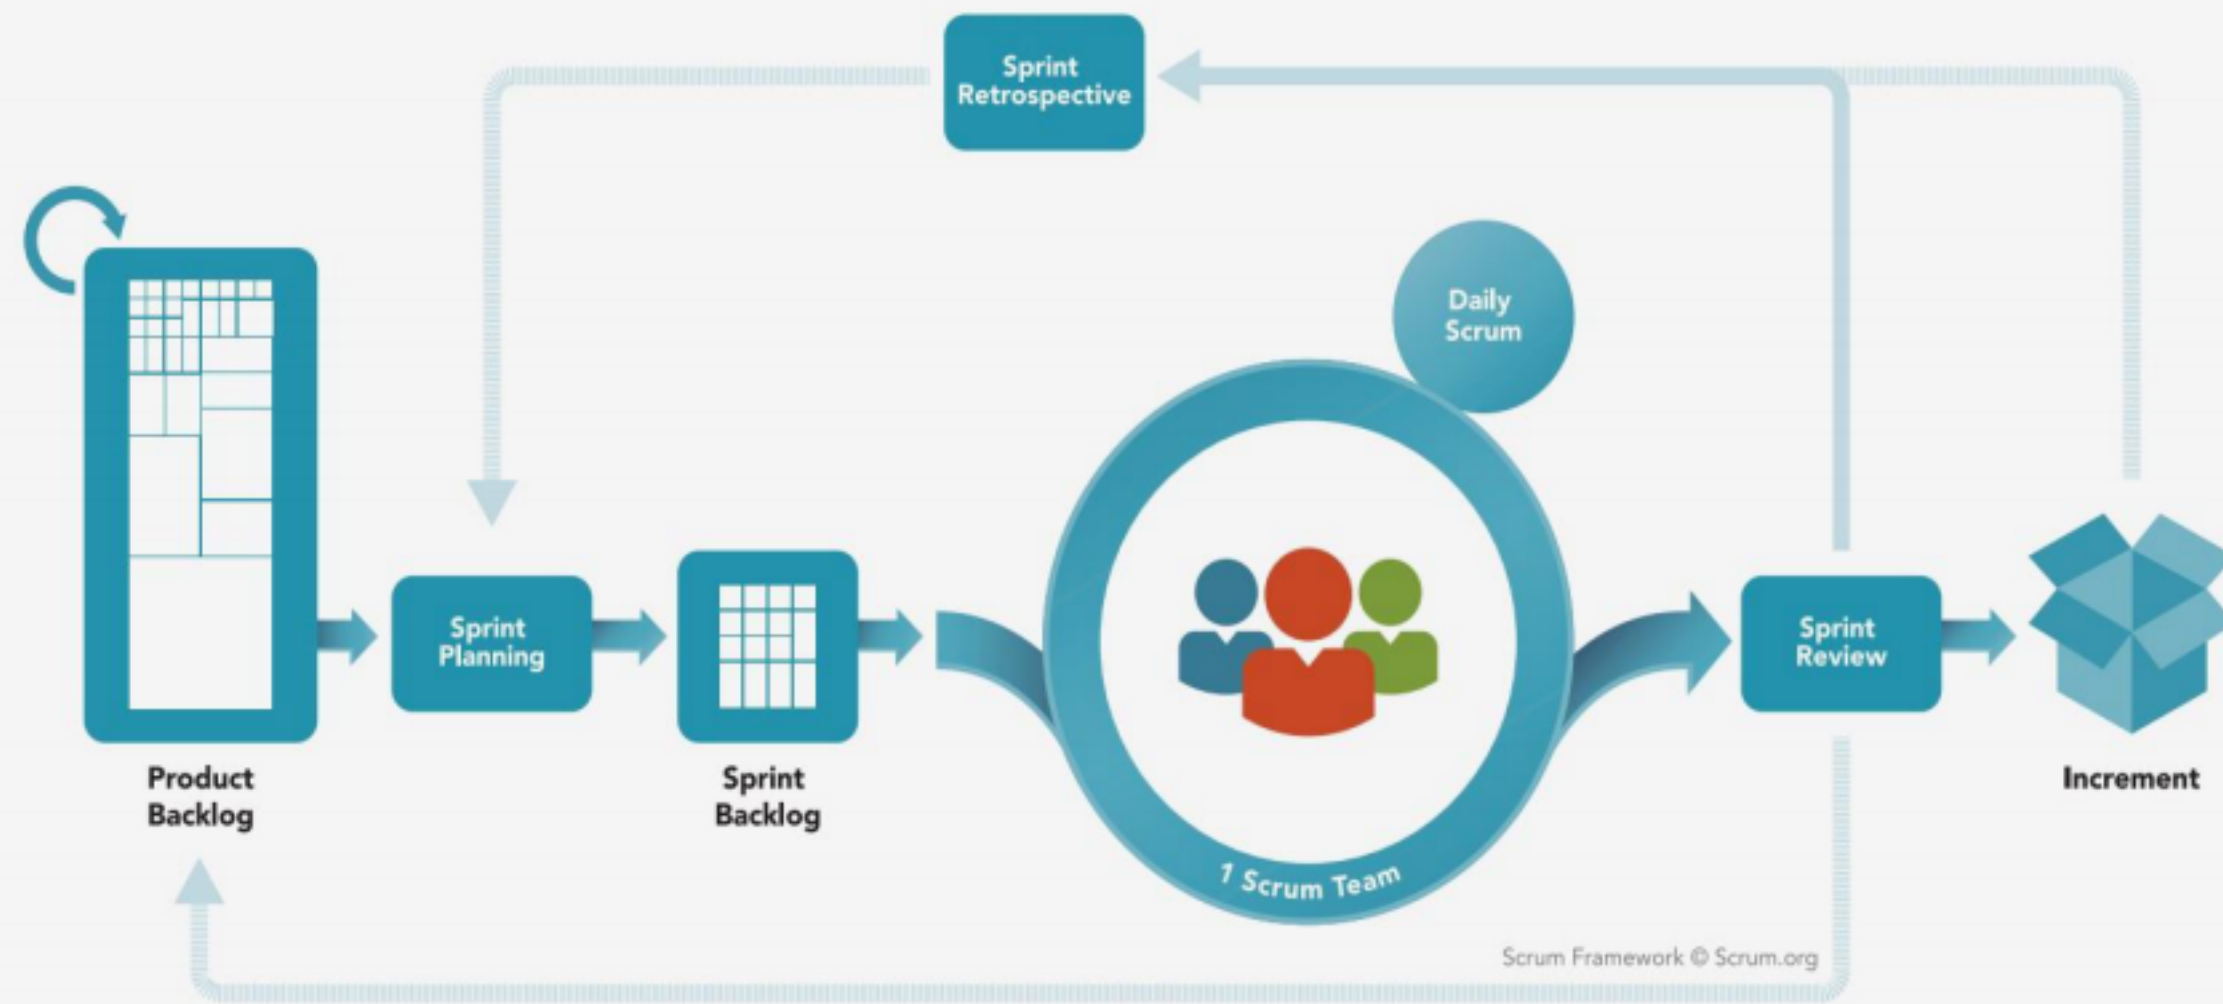 Sprint
Retrospective
Daily
Scrum
Sprint
Planning
Sprint
Review
Product
Backlog
Sprint
Backlog
Increment
1 Scrum Team
Scrum Framework © Scrum.org